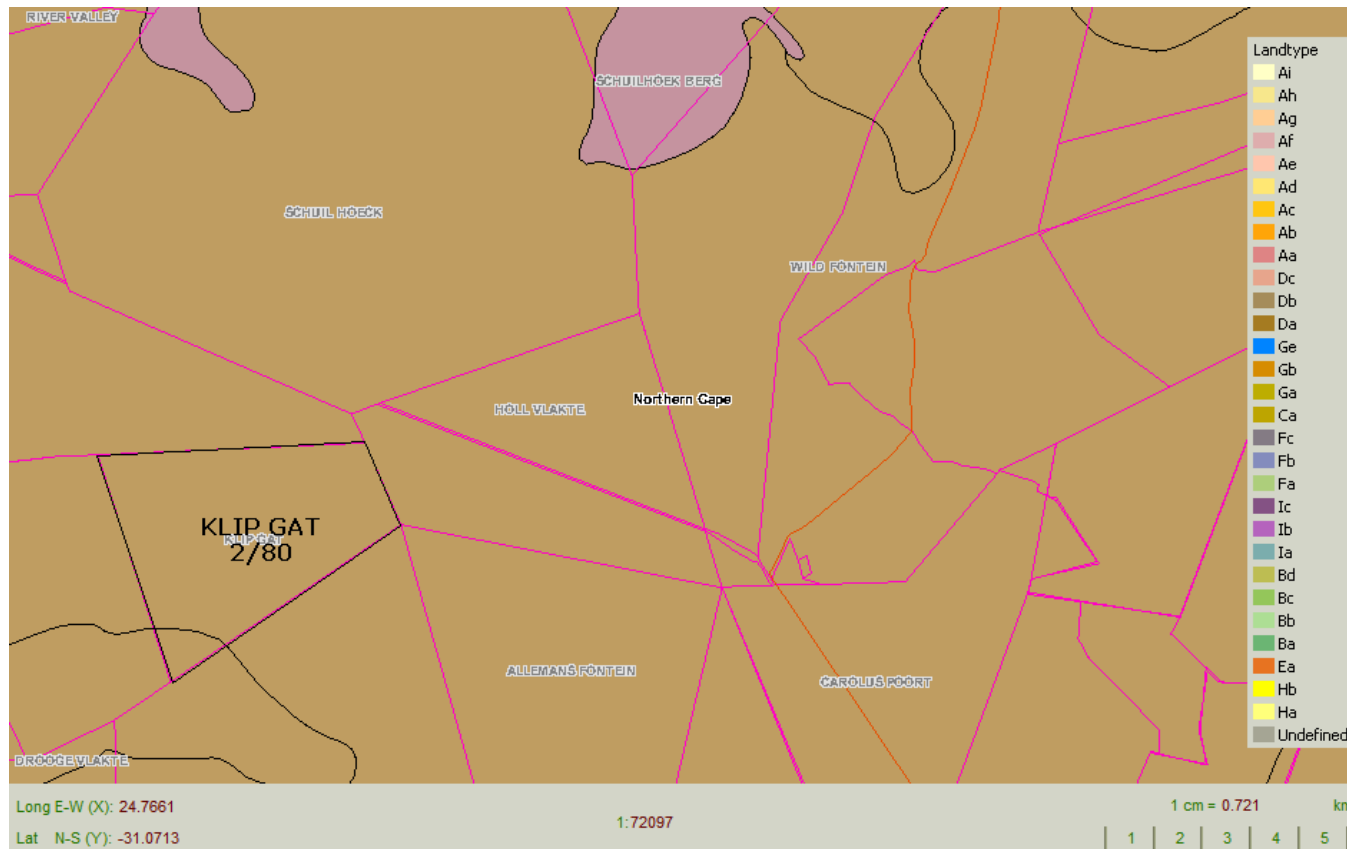 RIVER VALLEY
SCHUILHOEK BERG
SCHUIL HOECK
WILD FONTEIN
HOLL VLAKTE
Northern Cape
KLIP GAT
2/80
KLIP GAT
ALLEMANS FONTEIN
CAROLUS POORT
DROOGE VLAKTE
Landtype
Ai
Ah
Ag
Af
Ae
Ad
Ac
Ab
Aa
Dc
Db
Da
Ge
Gb
Ga
Ca
Fc
Fb
Fa
Ic
Ib
Ia
Bd
Bc
Bb
Ba
Ea
Hb
Ha
Undefined
Long E-W (X): 24.7661
Lat N-S (Y): -31.0713
1:72097
1 cm = 0.721 km
1 2 3 4 5